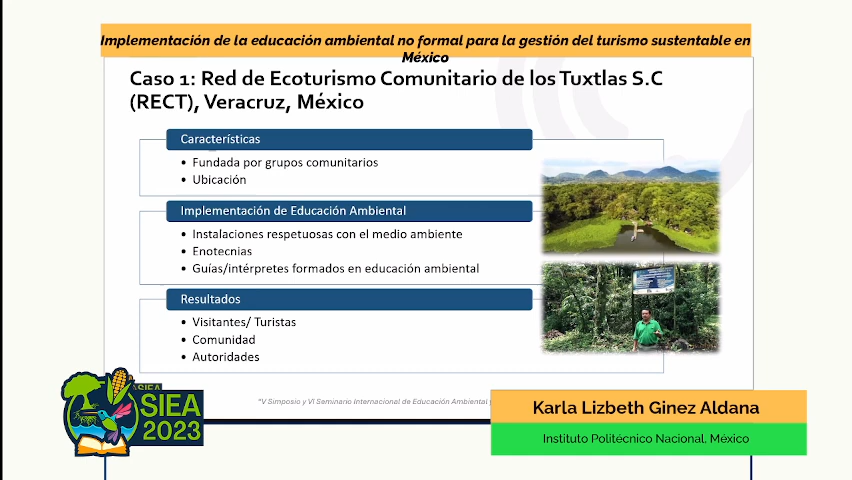 Implementación de la educación ambiental no formal para la gestión del turismo sustentable en
México
Caso 1: Red de Ecoturismo Comunitario de los Tuxtlas S.C
(RECT), Veracruz, México
Características
• Fundada por grupos comunitarios
• Ubicación
Implementación de Educación Ambiental
• Instalaciones respetuosas con el medio ambiente
• Enotecnias
• Guías/intérpretes formados en educación ambiental
Resultados
• Visitantes/ Turistas
• Comunidad
• Autoridades
"V Simposio y VI Seminario Internacional de Educación Ambiental
SIEA
SIEA
2023
Karla Lizbeth Ginez Aldana
Instituto Politécnico Nacional, México